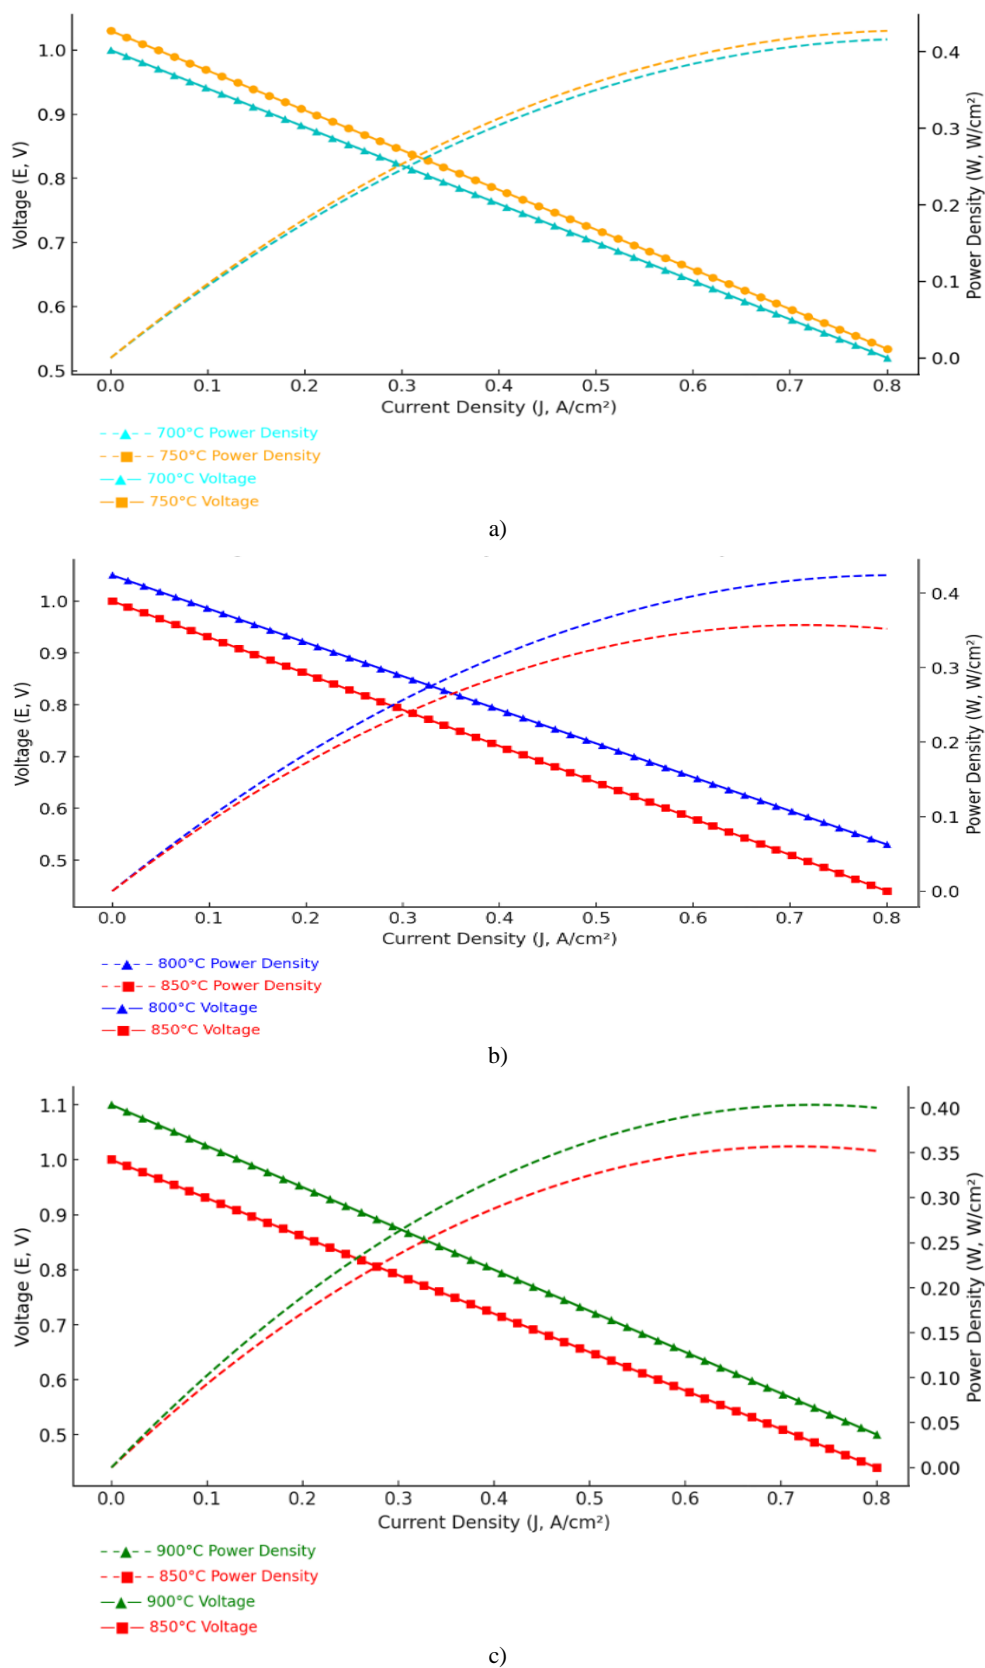 1.0
0.9
0.8
0.7
0.6
0.5
Voltage (E, V)
0.4
0.3
0.2
0.1
0.0
Power Density (W, W/cm²)
0.0 0.1 0.2 0.3 0.4 0.5 0.6 0.7 0.8
Current Density (J, A/cm²)
700°C Power Density
750°C Power Density
700°C Voltage
750°C Voltage
a)
1.0
0.9
0.8
0.7
0.6
0.5
Voltage (E, V)
0.4
0.3
0.2
0.1
0.0
Power Density (W, W/cm²)
0.0 0.1 0.2 0.3 0.4 0.5 0.6 0.7 0.8
Current Density (J, A/cm²)
800°C Power Density
850°C Power Density
800°C Voltage
850°C Voltage
b)
1.1
1.0
0.9
0.8
0.7
0.6
0.5
Voltage (E, V)
0.40
0.35
0.30
0.25
0.20
0.15
0.10
0.05
0.00
Power Density (W, W/cm²)
0.0 0.1 0.2 0.3 0.4 0.5 0.6 0.7 0.8
Current Density (J, A/cm²)
900°C Power Density
850°C Power Density
900°C Voltage
850°C Voltage
c)